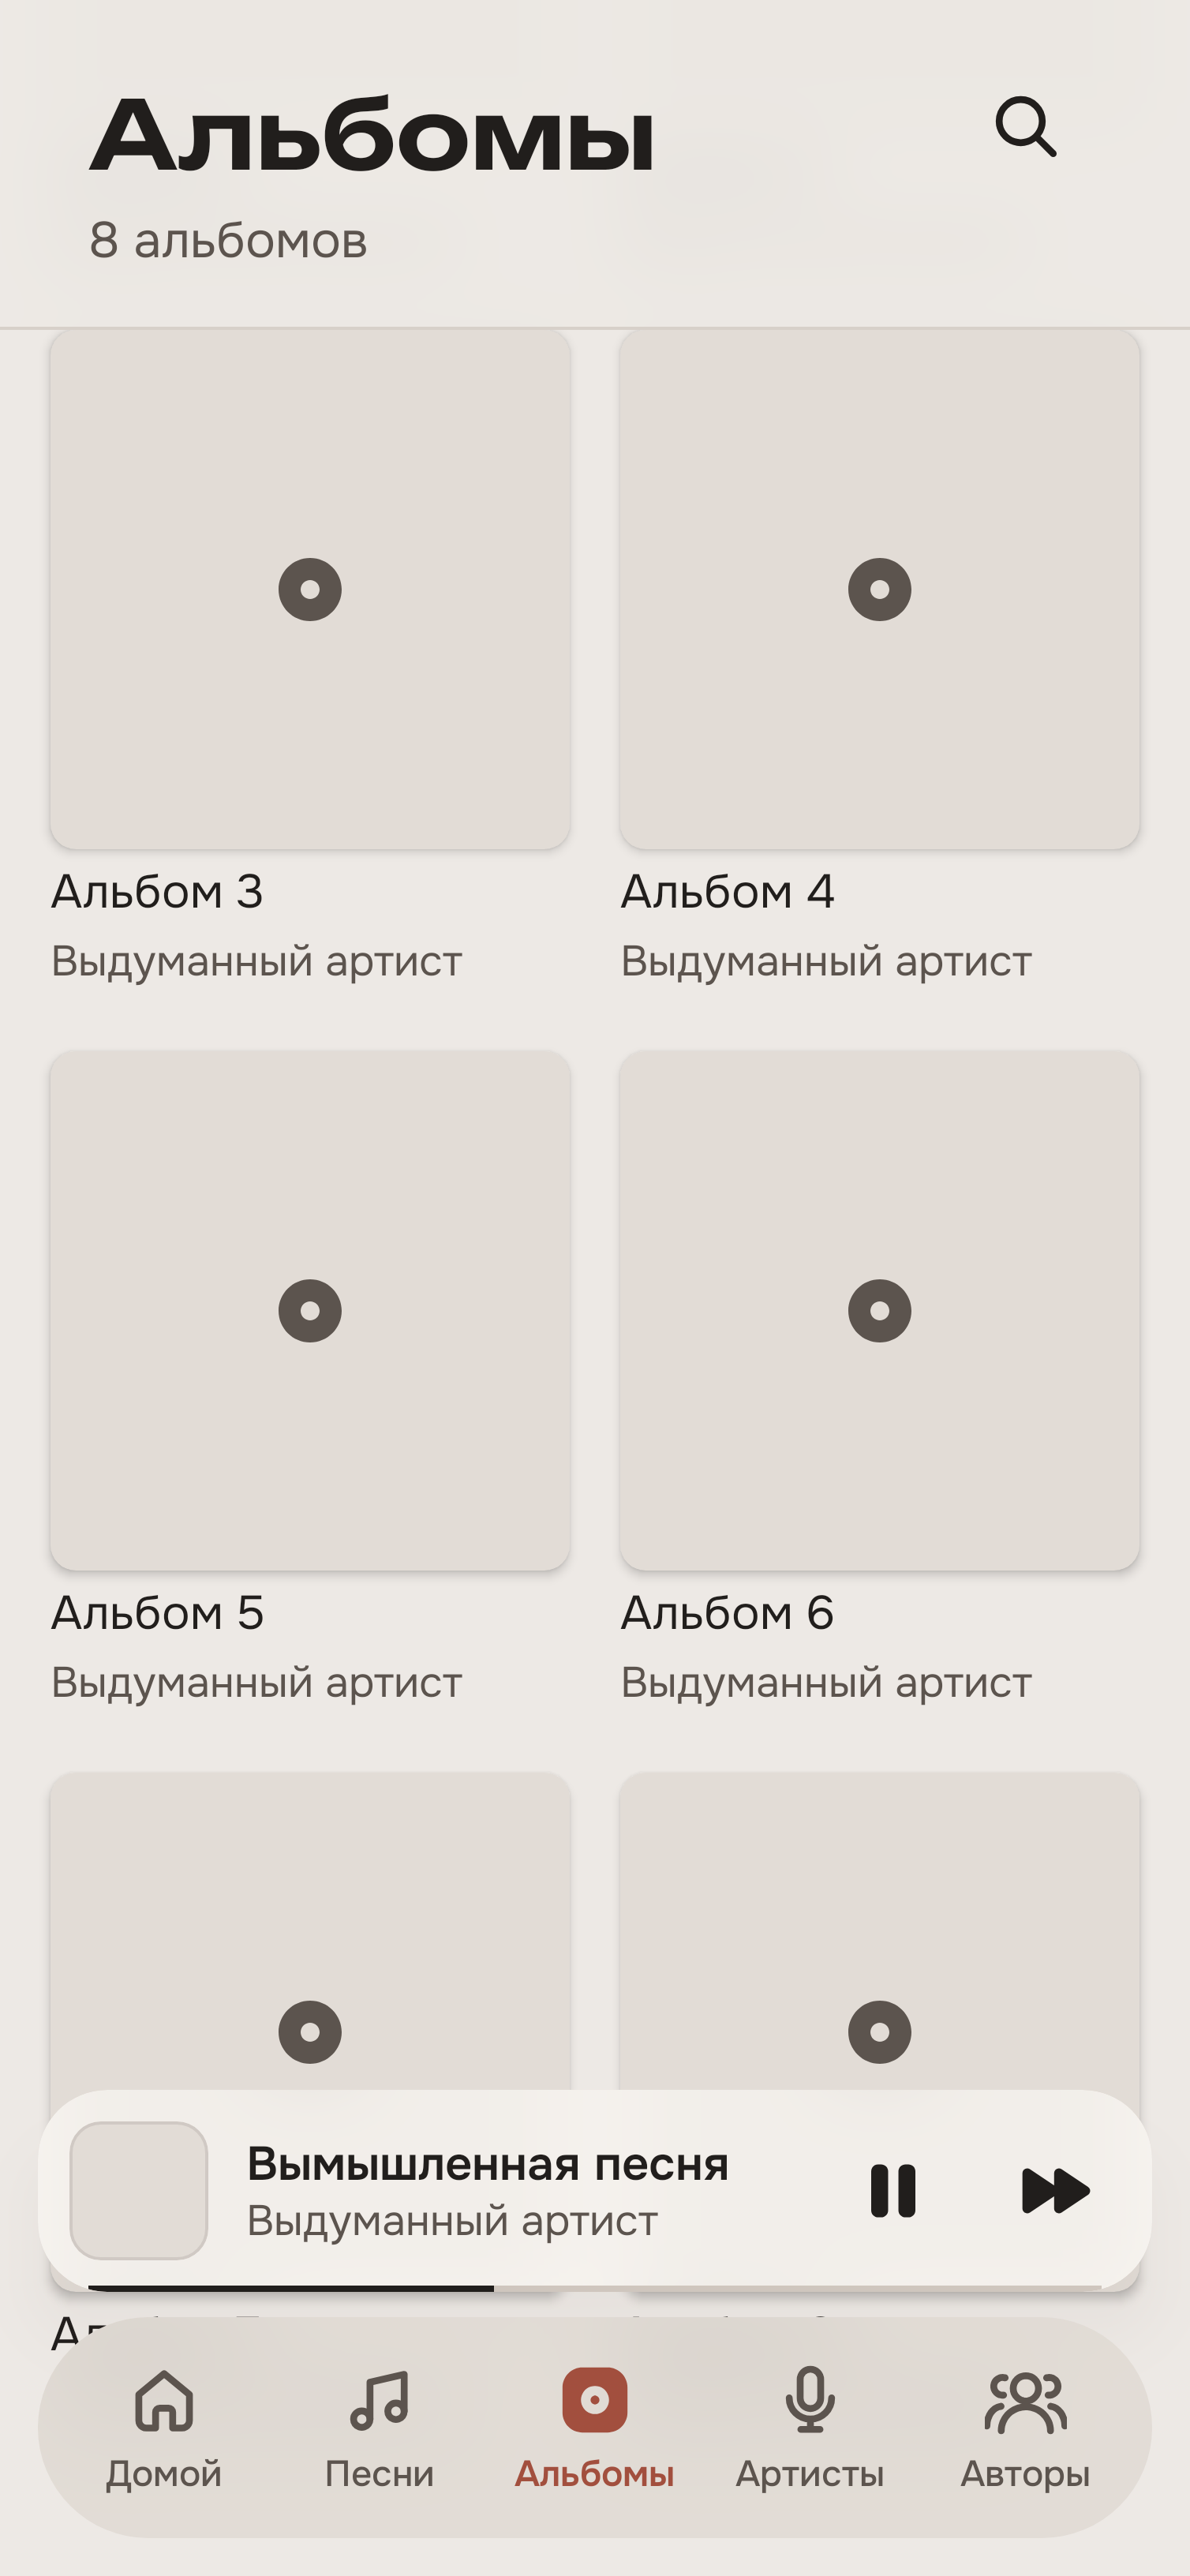 Альбомы
8 альбомов
Альбом 3
Альбом 4
Выдуманный артист
Выдуманный артист
Альбом 5
Альбом 6
Выдуманный артист
Выдуманный артист
Вымышленная песня
Выдуманный артист
Домой
Песни
Альбомы
Артисты
Авторы